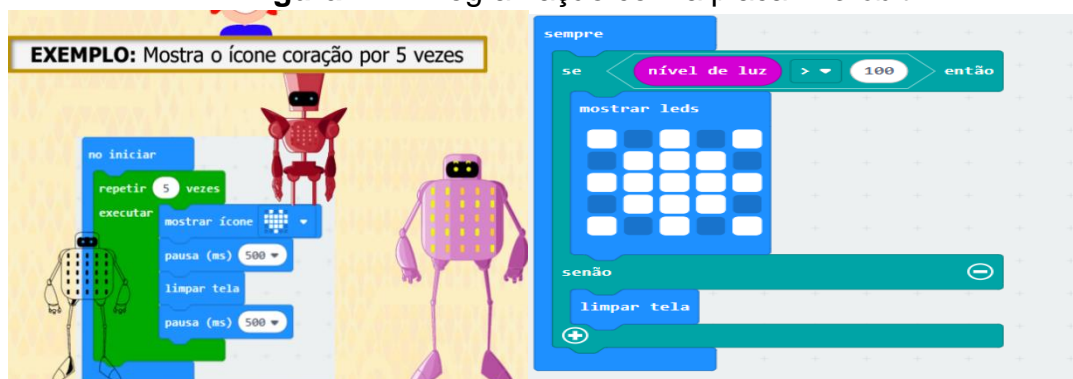 EXEMPLO: Mostra o ícone coração por 5 vezes
no iniciar
repetir 5 vezes
executar
mostrar ícone
pausa (ms) 500
limpar tela
pausa (ms) 500
sempre
se nível de luz > 100 então
mostrar leds
senão
limpar tela